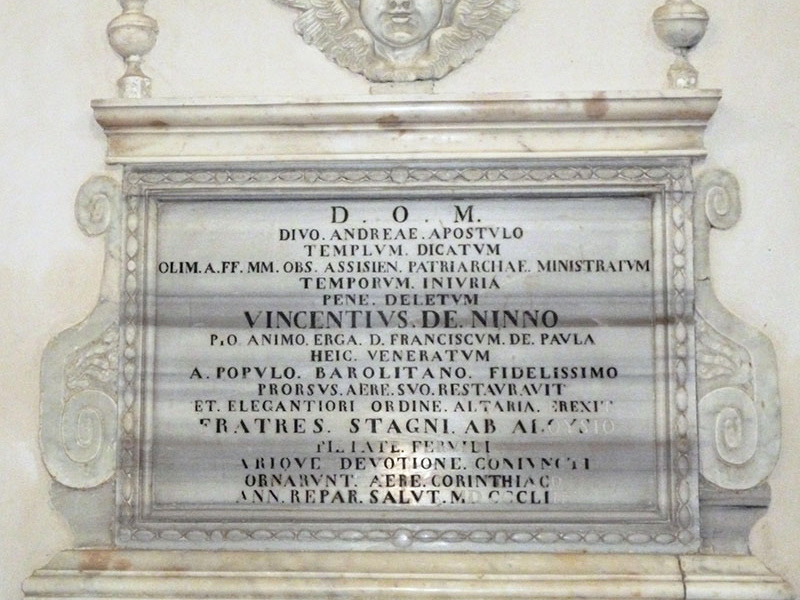 D . O . M.
DIVO . ANDREAE . APOSTVLO
TEMPLVM . DICATVM
OLIM . A . FF . MM . OBS . ASSISIEN . PATRIARCHAE . MINISTRATVM
TEMPORVM . INIVRIA
PENE . DELETVM
VINCENTIVS . DE . NINNO
PIO ANIMO . ERGA . D . FRANCISCVM . DE . PAVLA
HEIC . VENERATVM
A . POPVLO . BAROLITANO . FIDELISSIMO
PRORSVS . AERE . SVO . RESTAVRAVIT
ET . ELEGANTIORI ORDINE . ALTARIA . EREXIT
FRATRES . STAGNI . AB
DEVOTIONE . CONIVNCTI
ORNARVNT . AERE . CORINTHIACO
ANN . REPAR . SALVT .